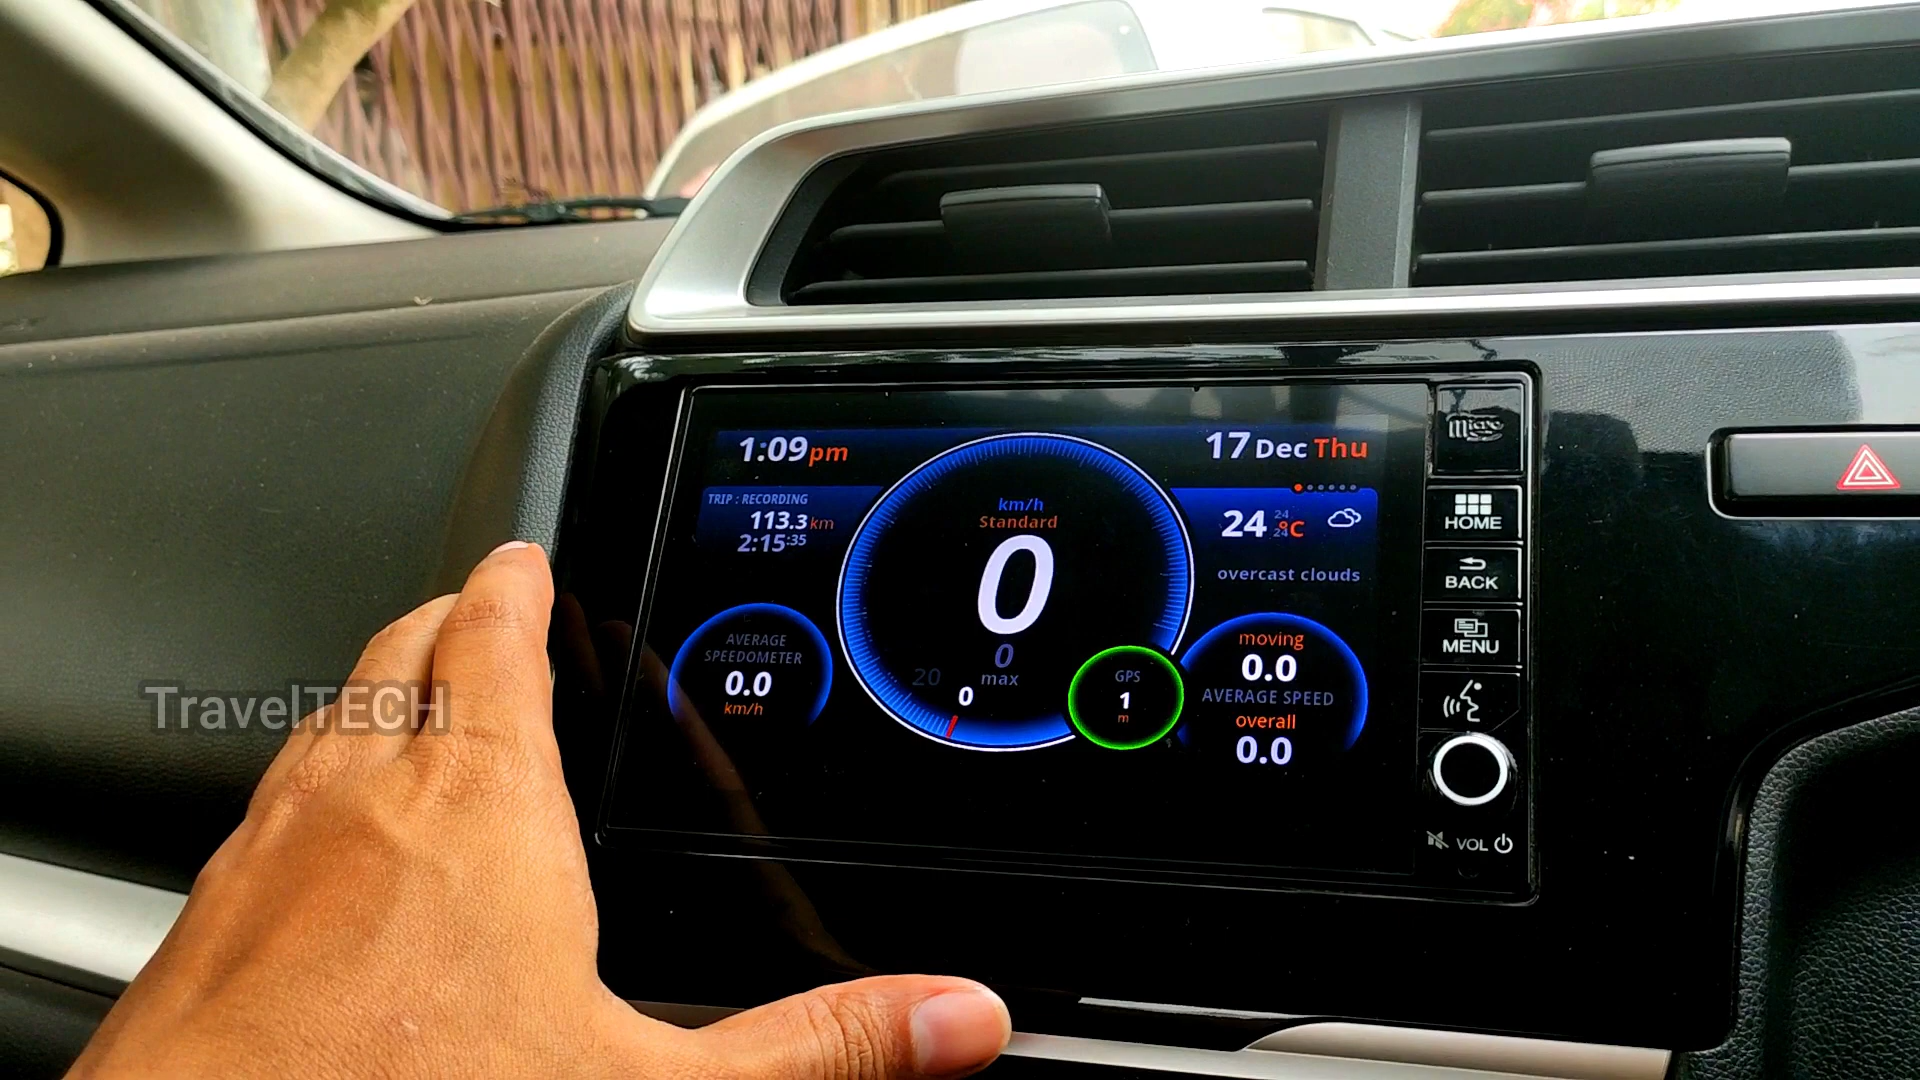 1:09pm
17 Dec Thu
TRIP : RECORDING
113.3 km
2:15:35
km/h
Standard
0
0
max
20
0
24 °C
24
24
overcast clouds
AVERAGE
SPEEDOMETER
0.0
km/h
GPS
1
m
moving
0.0
AVERAGE SPEED
overall
0.0
micro
HOME
BACK
MENU
VOL
TravelTECH